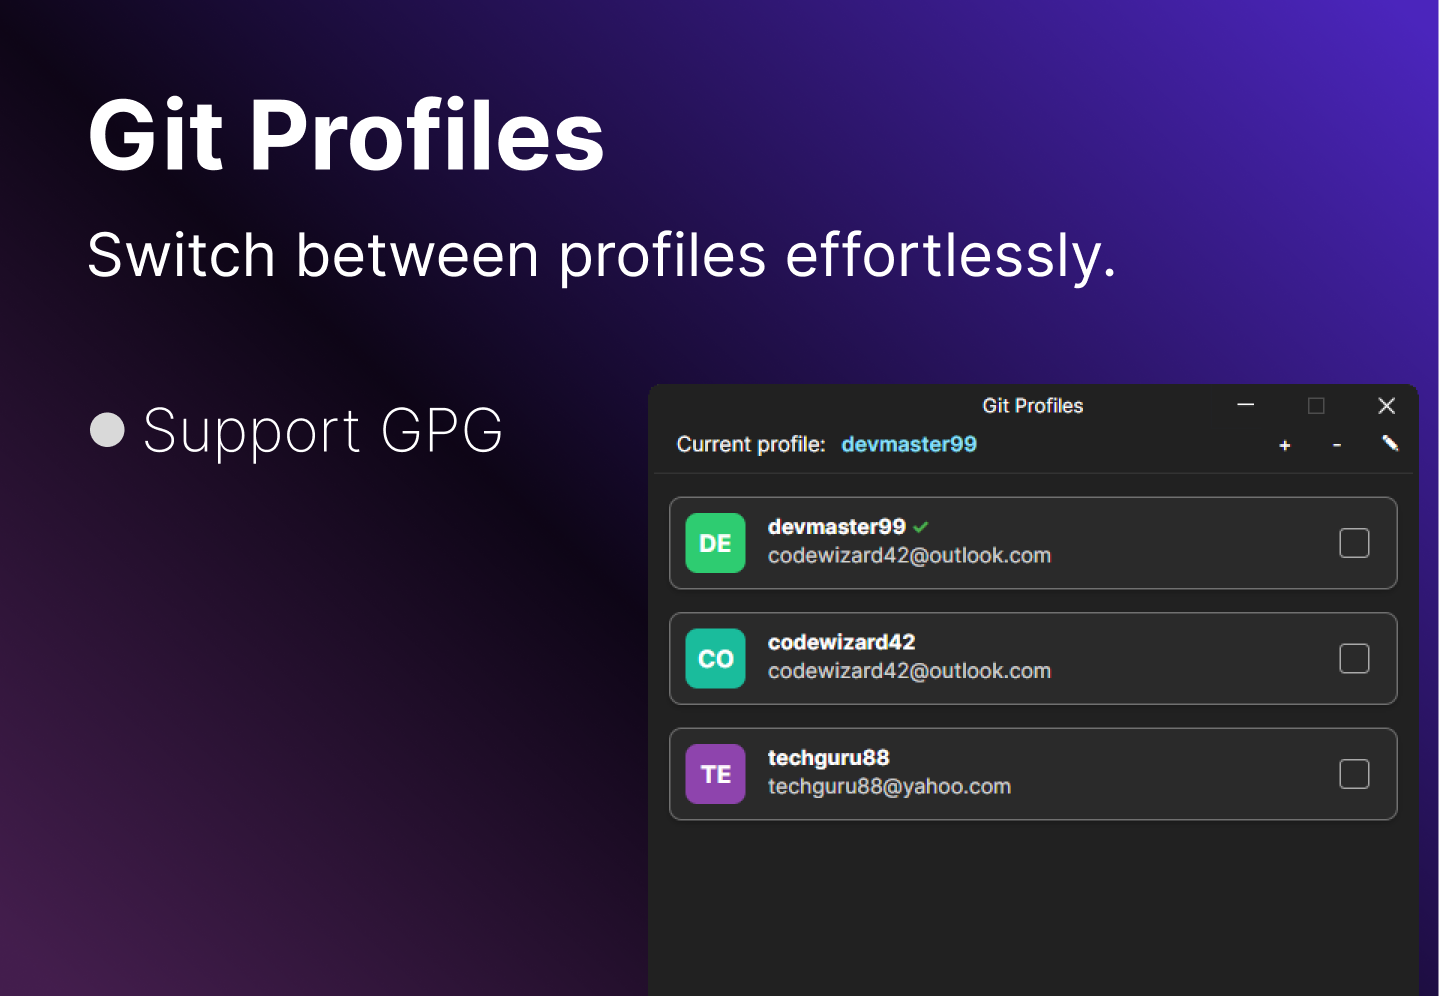 Git Profiles
Switch between profiles effortlessly.
Support GPG
Git Profiles
Current profile: devmaster99
+ -
DE
devmaster99
codewizard42@outlook.com
CO
codewizard42
codewizard42@outlook.com
TE
techguru88
techguru88@yahoo.com